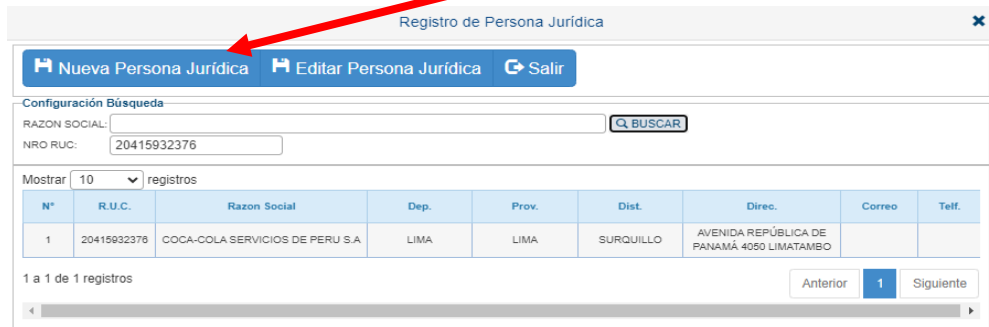 Registro de Persona Jurídica
Nueva Persona Jurídica Editar Persona Jurídica Salir
Configuración Búsqueda
RAZON SOCIAL: BUSCAR
NRO RUC: 20415932376
Mostrar 10 registros
N° R.U.C. Razon Social Dep. Prov. Dist. Direc. Correo Telf.
1 20415932376 COCA-COLA SERVICIOS DE PERU S.A LIMA LIMA SURQUILLO AVENIDA REPÚBLICA DE
PANAMÁ 4050 LIMATAMBO
1 a 1 de 1 registros
Anterior 1 Siguiente